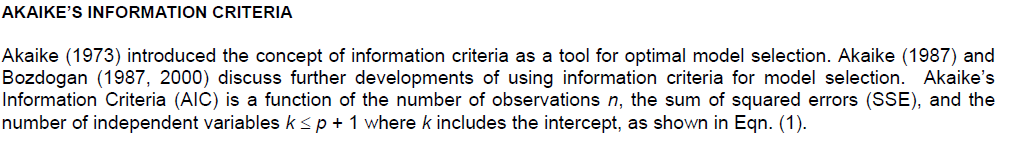 AKAIKE’S INFORMATION CRITERIA
Akaike (1973) introduced the concept of information criteria as a tool for optimal model selection. Akaike (1987) and
Bozdogan (1987, 2000) discuss further developments of using information criteria for model selection. Akaike’s
Information Criteria (AIC) is a function of the number of observations n, the sum of squared errors (SSE), and the
number of independent variables k ≤ p + 1 where k includes the intercept, as shown in Eqn. (1).